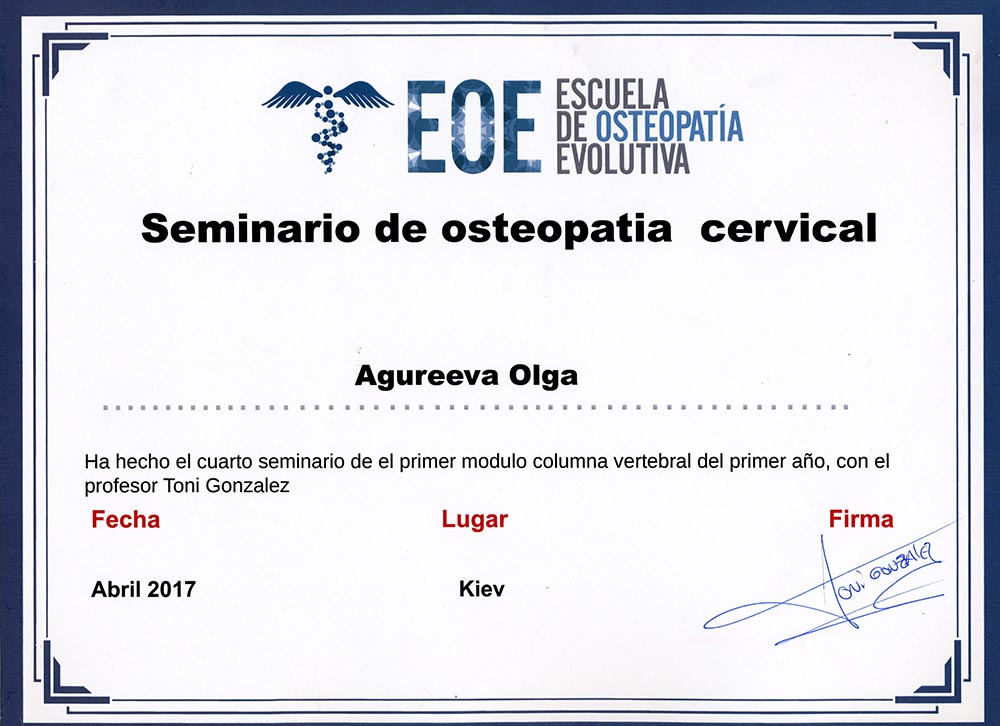 EOE
ESCUELA
DE OSTEOPATÍA
EVOLUTIVA
Seminario de osteopatia cervical
Agureeva Olga
Ha hecho el cuarto seminario de el primer modulo columna vertebral del primer año, con el
profesor Toni Gonzalez
Fecha Lugar Firma
Abril 2017 Kiev
Toni GONZALEZ